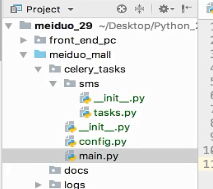 Project
meiduo_29 ~/Desktop/Python_
front_end_pc
meiduo_mall
celery_tasks
sms
__init__.py
tasks.py
__init__.py
config.py
main.py
docs
logs